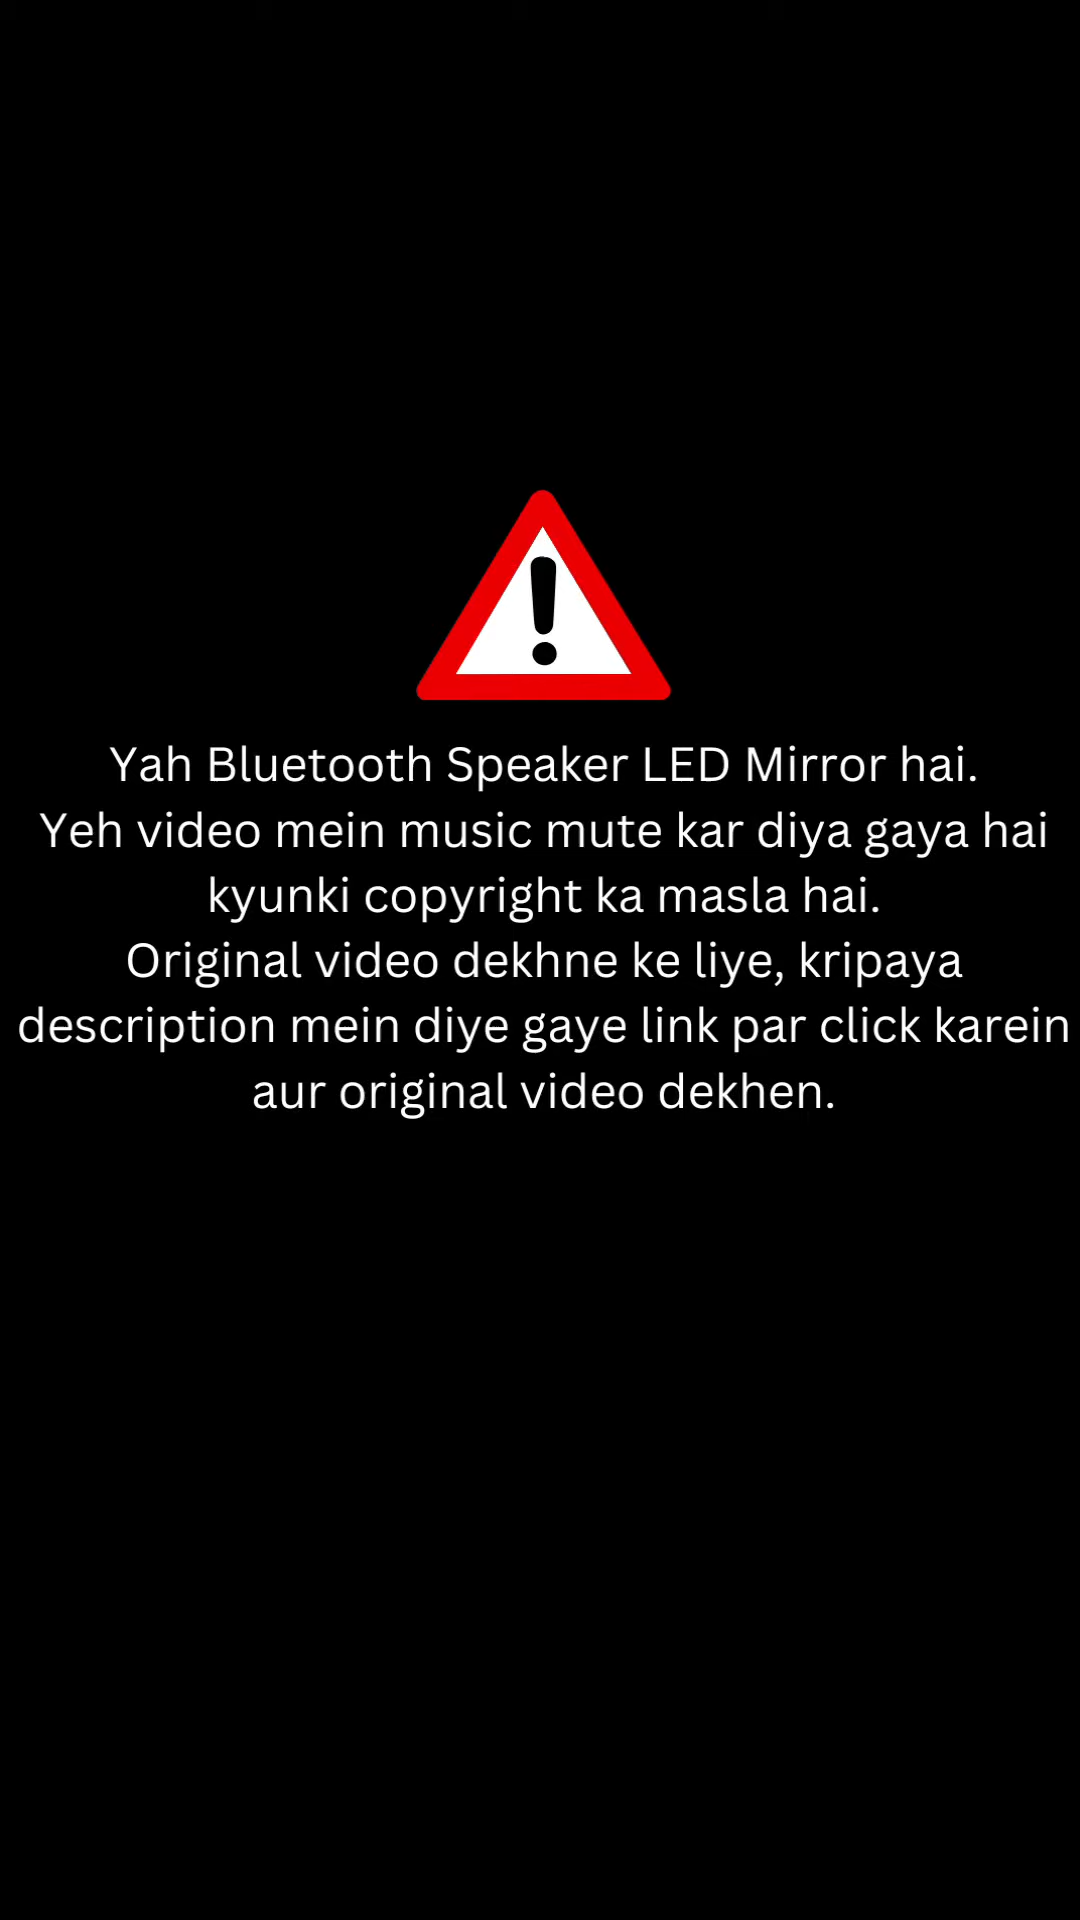 Yah Bluetooth Speaker LED Mirror hai.
Yeh video mein music mute kar diya gaya hai
kyunki copyright ka masla hai.
Original video dekhne ke liye, kripaya
description mein diye gaye link par click karein
aur original video dekhen.